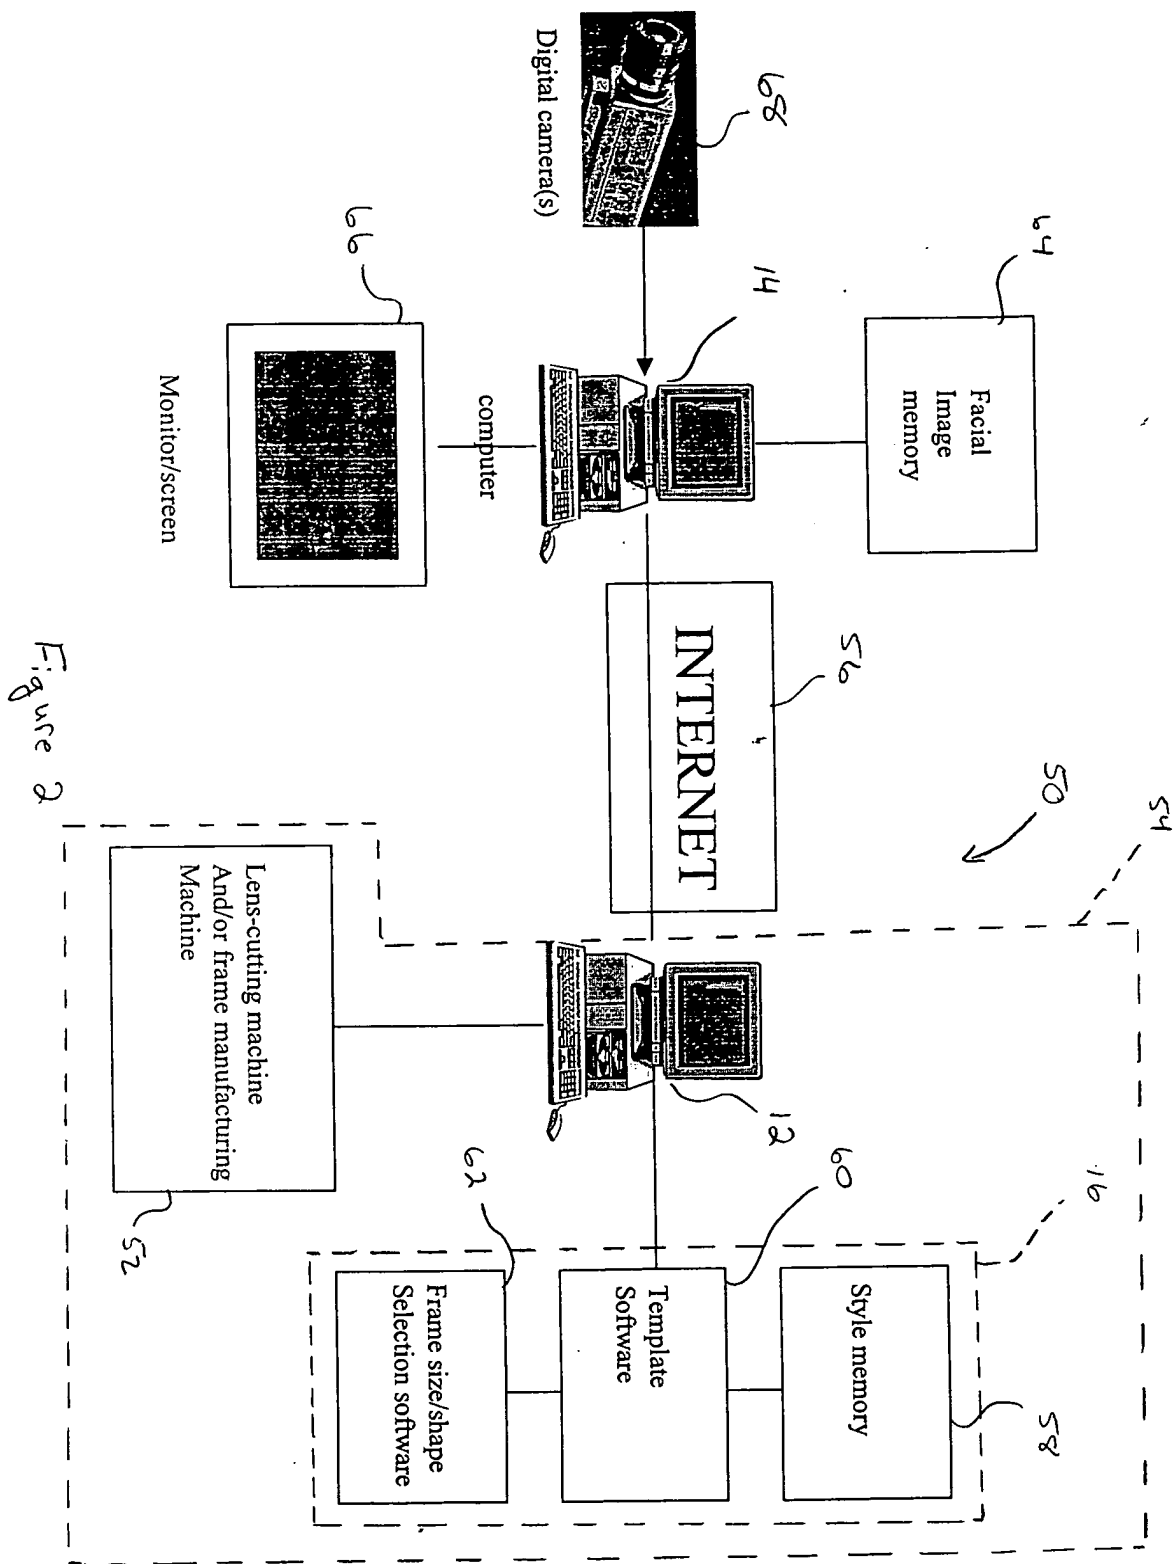 64
Facial
Image
memory
68
Digital camera(s)
14
computer
66
Monitor/screen
56
INTERNET
50
54
12
16
58
Style memory
60
Template
Software
62
Frame size/shape
Selection software
Lens-cutting machine
And/or frame manufacturing
Machine
52
Figure 2